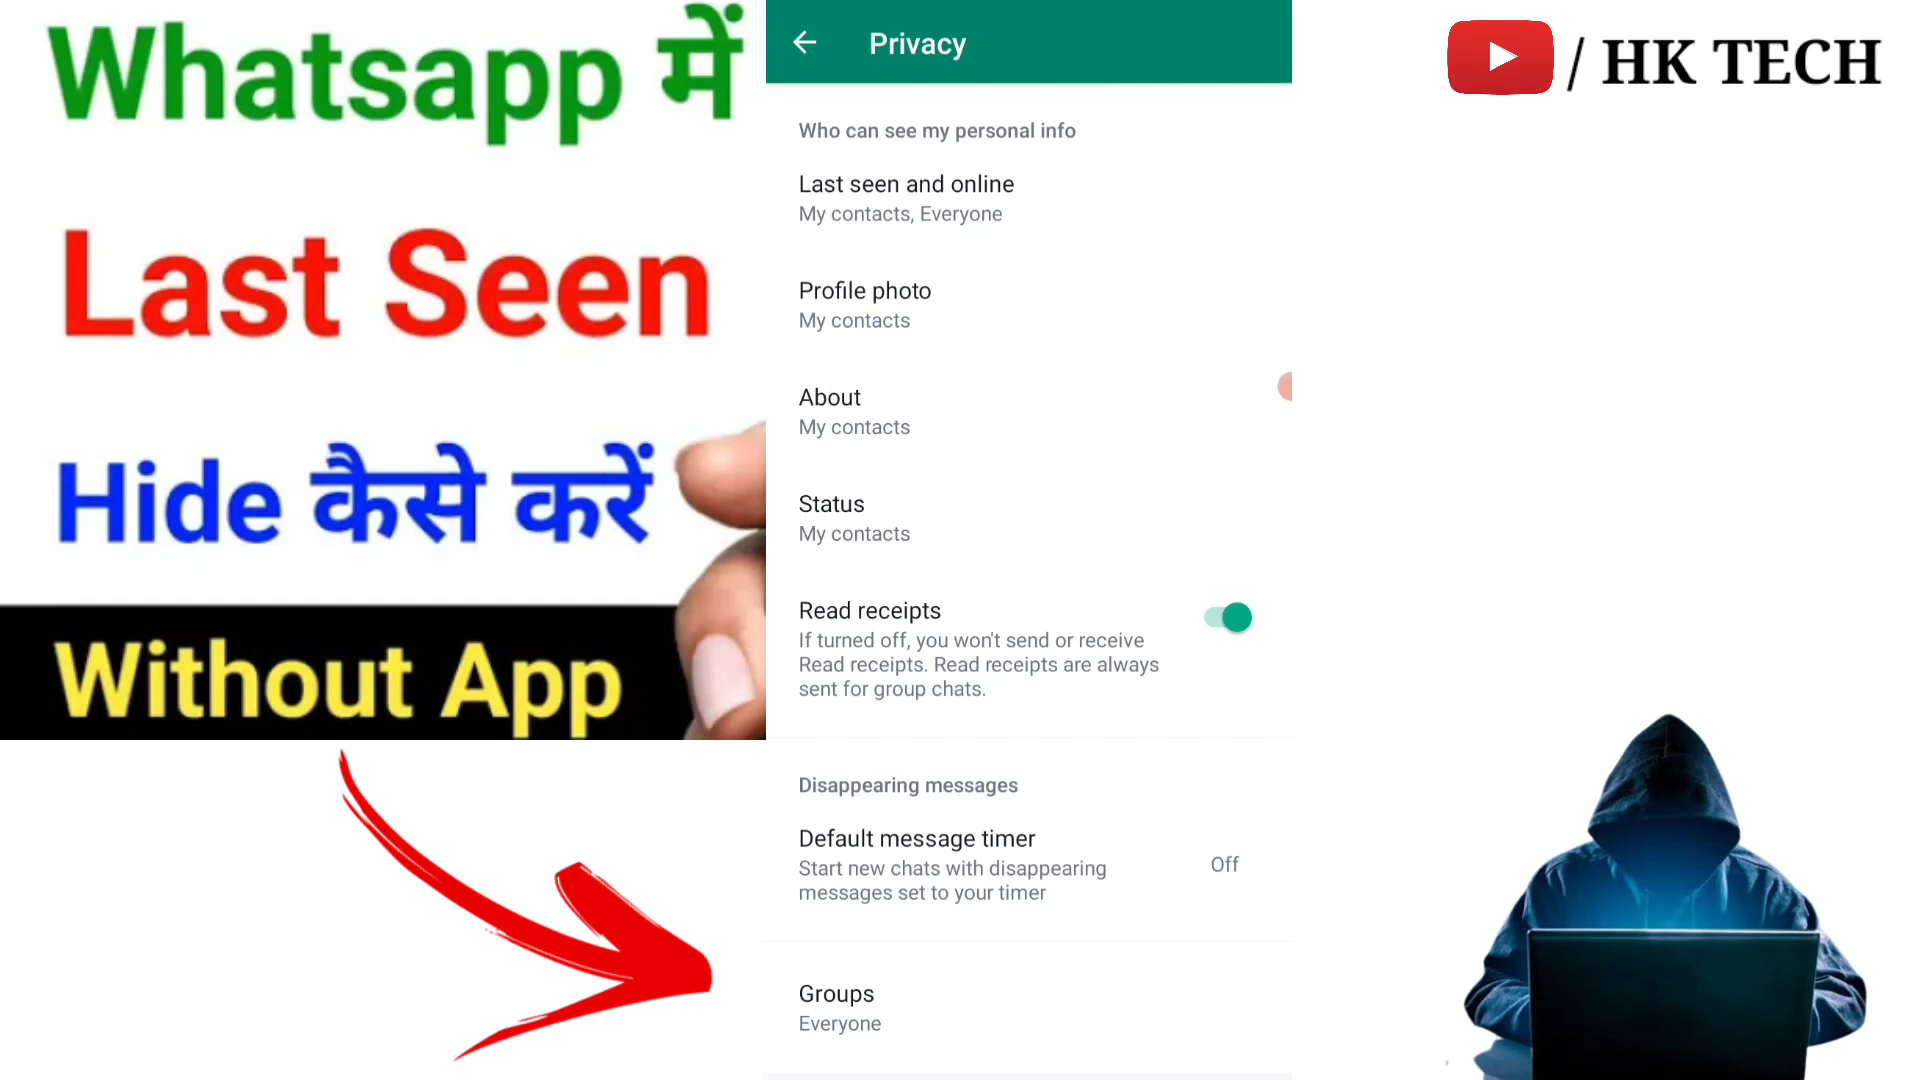 Whatsapp में
Last Seen
Hide कैसे करें
Without App
Privacy
Who can see my personal info
Last seen and online
My contacts, Everyone
Profile photo
My contacts
About
My contacts
Status
My contacts
Read receipts
If turned off, you won't send or receive
Read receipts. Read receipts are always
sent for group chats.
Disappearing messages
Default message timer
Start new chats with disappearing
messages set to your timer
Off
Groups
Everyone
/ HK TECH